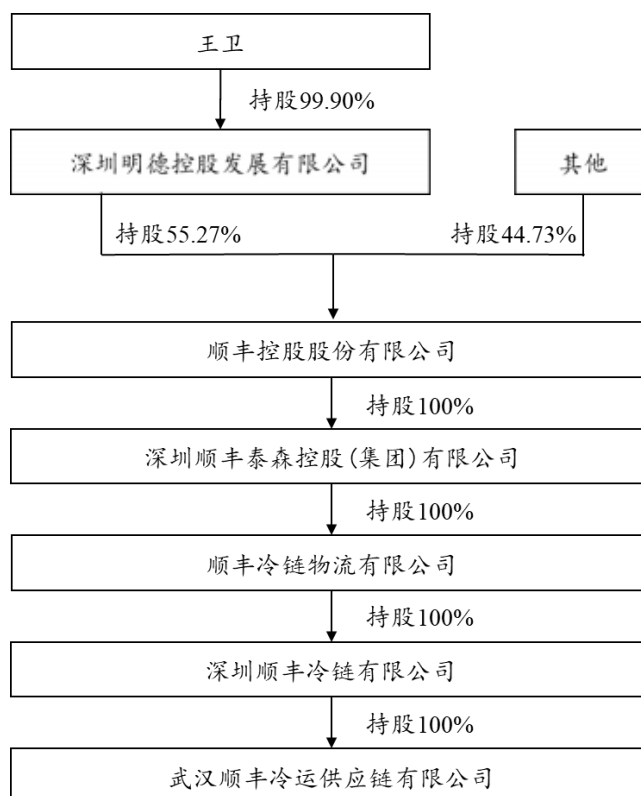 王卫
持股99.90%
深圳明德控股发展有限公司
其他
持股55.27%
持股44.73%
顺丰控股股份有限公司
持股100%
深圳顺丰泰森控股(集团)有限公司
持股100%
顺丰冷链物流有限公司
持股100%
深圳顺丰冷链有限公司
持股100%
武汉顺丰冷运供应链有限公司